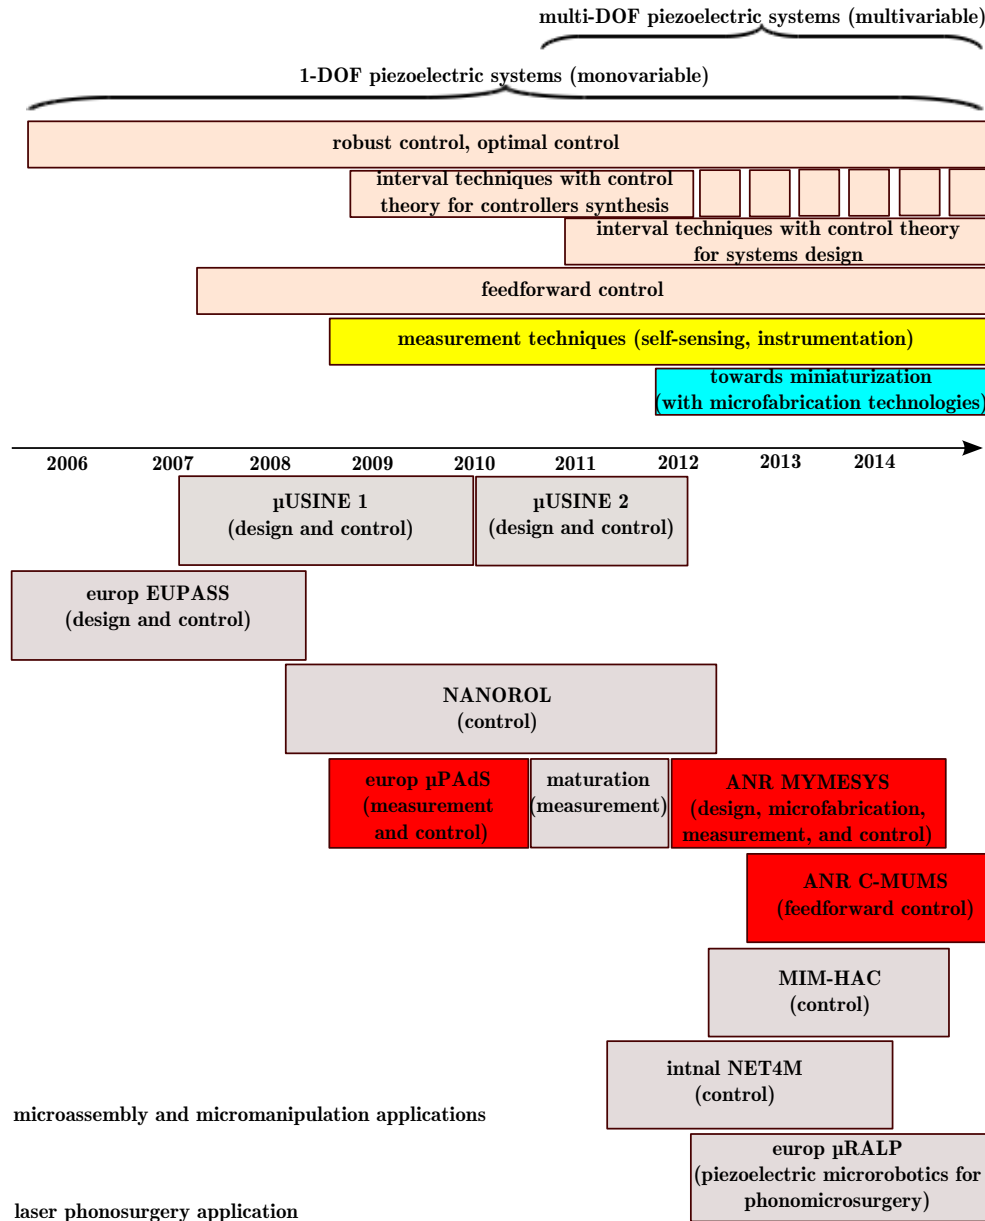 multi-DOF piezoelectric systems (multivariable)
1-DOF piezoelectric systems (monovariable)
robust control, optimal control
interval techniques with control
theory for controllers synthesis
interval techniques with control theory
for systems design
feedforward control
measurement techniques (self-sensing, instrumentation)
towards miniaturization
(with microfabrication technologies)
2006 2007 2008 2009 2010 2011 2012 2013 2014
µUSINE 1
(design and control)
µUSINE 2
(design and control)
europ EUPASS
(design and control)
NANOROL
(control)
europ µPAdS
(measurement
and control)
maturation
(measurement)
ANR MYMESYS
(design, microfabrication,
measurement, and control)
ANR C-MUMS
(feedforward control)
MIM-HAC
(control)
intnal NET4M
(control)
microassembly and micromanipulation applications
europ µRALP
(piezoelectric microrobotics for
phonomicrosurgery)
laser phonosurgery application